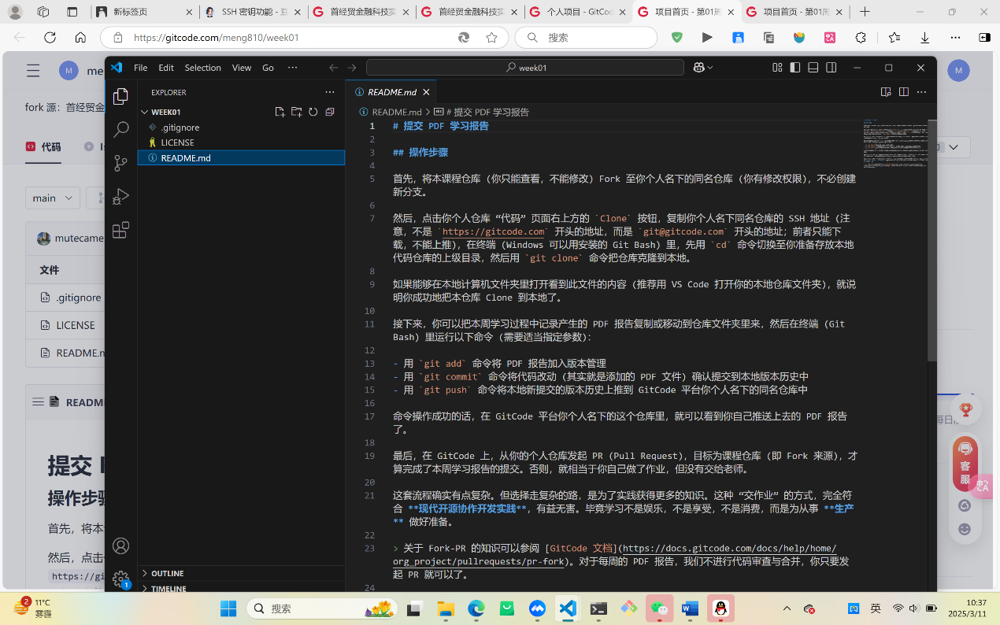 新标签页
SSH 密钥功能 - 豆
首经贸金融科技实
首经贸金融科技实
个人项目 - GitCod
项目首页 - 第01周
项目首页 - 第01周
https://gitcode.com/meng810/week01
搜索
M
me
M
fork 源：首经贸金
代码
Is
main
mutecame
文件
.gitignore
LICENSE
README.m
READM
提交
操作步骤
首先，将本
然后，点击
https://gi
客服
File Edit Selection View Go
week01
EXPLORER
WEEK01
.gitignore
LICENSE
README.md
OUTLINE
TIMELINE
1
README.md
README.md > # 提交 PDF 学习报告
1 # 提交 PDF 学习报告
2
3 ## 操作步骤
4
5 首先，将本课程仓库（你只能查看，不能修改）Fork 至你个人名下的同名仓库（你有修改权限），不必创建
新分支。
6
7 然后，点击你个人仓库“代码”页面右上方的 `Clone` 按钮，复制你个人名下同名仓库的 SSH 地址（注
意，不是 `https://gitcode.com` 开头的地址，而是 `git@gitcode.com` 开头的地址；前者只能下
载，不能上推），在终端（Windows 可以用安装的 Git Bash）里，先用 `cd` 命令切换至你准备存放本地
代码仓库的上级目录，然后用 `git clone` 命令把仓库克隆到本地。
8
9 如果能够在本地计算机文件夹里打开看到此文件的内容（推荐用 VS Code 打开你的本地仓库文件夹），就说
明你成功地把本仓库 Clone 到本地了。
10
11 接下来，你可以把本周学习过程中记录产生的 PDF 报告复制或移动到仓库文件夹里来，然后在终端（Git
Bash）里运行以下命令（需要适当指定参数）：
12
13 - 用 `git add` 命令将 PDF 报告加入版本管理
14 - 用 `git commit` 命令将代码改动（其实就是添加的 PDF 文件）确认提交到本地版本历史中
15 - 用 `git push` 命令将本地新提交的版本历史上推到 GitCode 平台你个人名下的同名仓库中
16
17 命令操作成功的话，在 GitCode 平台你个人名下的这个仓库里，就可以看到你自己推送上去的 PDF 报告
了。
18
19 最后，在 GitCode 上，从你的个人仓库发起 PR（Pull Request），目标为课程仓库（即 Fork 来源），才
算完成了本周学习报告的提交。否则，就相当于你自己做了作业，但没有交给老师。
20
21 这套流程确实有点复杂。但选择走复杂的路，是为了实践获得更多的知识。这种“交作业”的方式，完全符
合 **现代开源协作开发实践**，有益无害。毕竟学习不是娱乐，不是享受，不是消费，而是为从事 **生产
** 做好准备。
22
23 > 关于 Fork-PR 的知识可以参阅 [GitCode 文档](https://docs.gitcode.com/docs/help/home/
org_project/pullrequests/pr-fork)。对于每周的 PDF 报告，我们不进行代码审查与合并，你只要发
起 PR 就可以了。
24
2
11°C
雾霾
搜索
英
10:37
2025/3/11